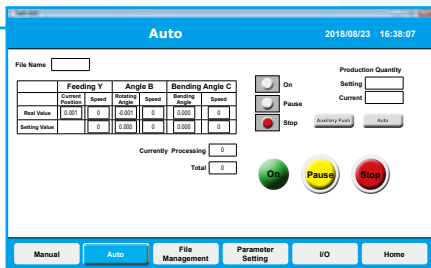 Auto
2018/08/23 16:38:07
File Name
Production Quantity
Setting
Current
Feeding Y Angle B Bending Angle C
Current Position Speed Rotating Angle Speed Bending Angle Speed
Real Value 0.001 0 -0.001 0 0.000 0
Setting Value 0 0.000 0 0.000 0
On
Pause
Stop
Auxiliary Push Auto
Currently Processing 0
Total 0
On Pause Stop
Manual Auto File Management Parameter Setting I/O Home